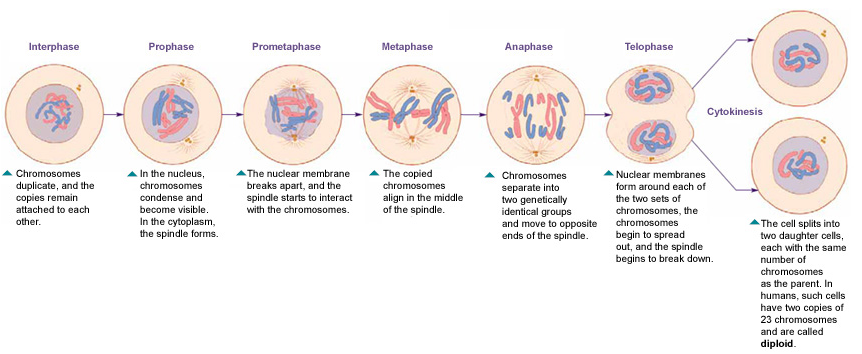 Interphase
Prophase
Prometaphase
Metaphase
Anaphase
Telophase
Cytokinesis
Chromosomes
duplicate, and the
copies remain
attached to each
other.
In the nucleus,
chromosomes
condense and
become visible.
In the cytoplasm,
the spindle forms.
The nuclear membrane
breaks apart, and the
spindle starts to interact
with the chromosomes.
The copied
chromosomes
align in the middle
of the spindle.
Chromosomes
separate into
two genetically
identical groups
and move to opposite
ends of the spindle.
Nuclear membranes
form around each of
the two sets of
chromosomes, the
chromosomes
begin to spread
out, and the spindle
begins to break down.
The cell splits into
two daughter cells,
each with the same
number of
chromosomes
as the parent. In
humans, such cells
have two copies of
23 chromosomes
and are called
diploid.